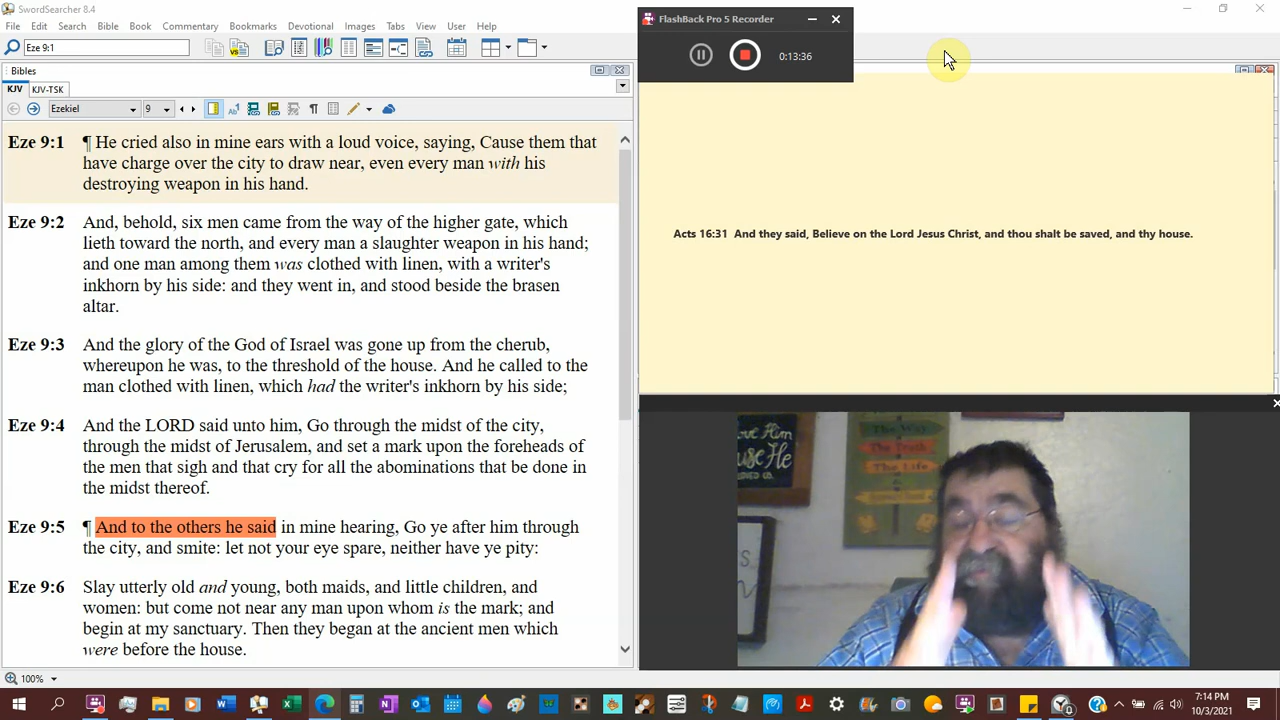 SwordSearcher 8.4
File Edit Search Bookmarks Devotional Images Tabs View User Help
Eze 9:1
Bibles
KJV KJV-TSK
Ezekiel 9
Eze 9:1 ¶ He cried also in mine ears with a loud voice, saying, Cause them that
have charge over the city to draw near, even every man with his
destroying weapon in his hand.
Eze 9:2 And, behold, six men came from the way of the higher gate, which
lieth toward the north, and every man a slaughter weapon in his hand;
and one man among them was clothed with linen, with a writer's
inkhorn by his side: and they went in, and stood beside the brasen
altar.
Eze 9:3 And the glory of the God of Israel was gone up from the cherub,
whereupon he was, to the threshold of the house. And he called to the
man clothed with linen, which had the writer's inkhorn by his side;
Eze 9:4 And the LORD said unto him, Go through the midst of the city,
through the midst of Jerusalem, and set a mark upon the foreheads of
the men that sigh and that cry for all the abominations that be done in
the midst thereof.
Eze 9:5 ¶ And to the others he said in mine hearing, Go ye after him through
the city, and smite: let not your eye spare, neither have ye pity:
Eze 9:6 Slay utterly old and young, both maids, and little children, and
women: but come not near any man upon whom is the mark; and
begin at my sanctuary. Then they began at the ancient men which
were before the house.
100%
FlashBack Pro 5 Recorder
0:13:36
Acts 16:31 And they said, Believe on the Lord Jesus Christ, and thou shalt be saved, and thy house.
The Way
The Truth
The Life
7:14 PM
10/3/2021